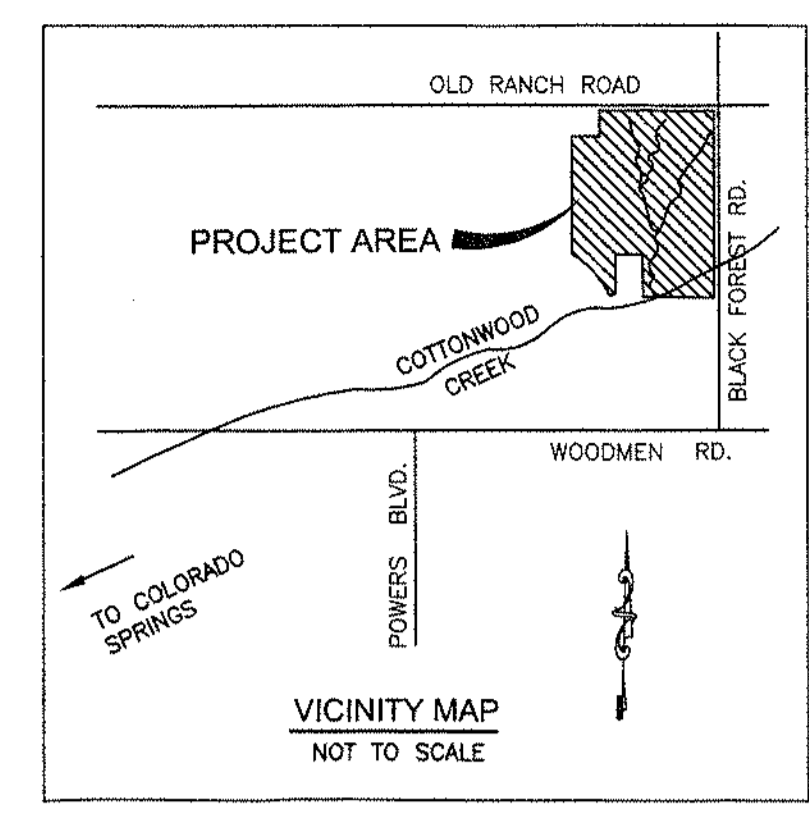 OLD RANCH ROAD
PROJECT AREA
BLACK FOREST RD.
COTTONWOOD
CREEK
WOODMEN RD.
POWERS BLVD.
TO COLORADO
SPRINGS
VICINITY MAP
NOT TO SCALE